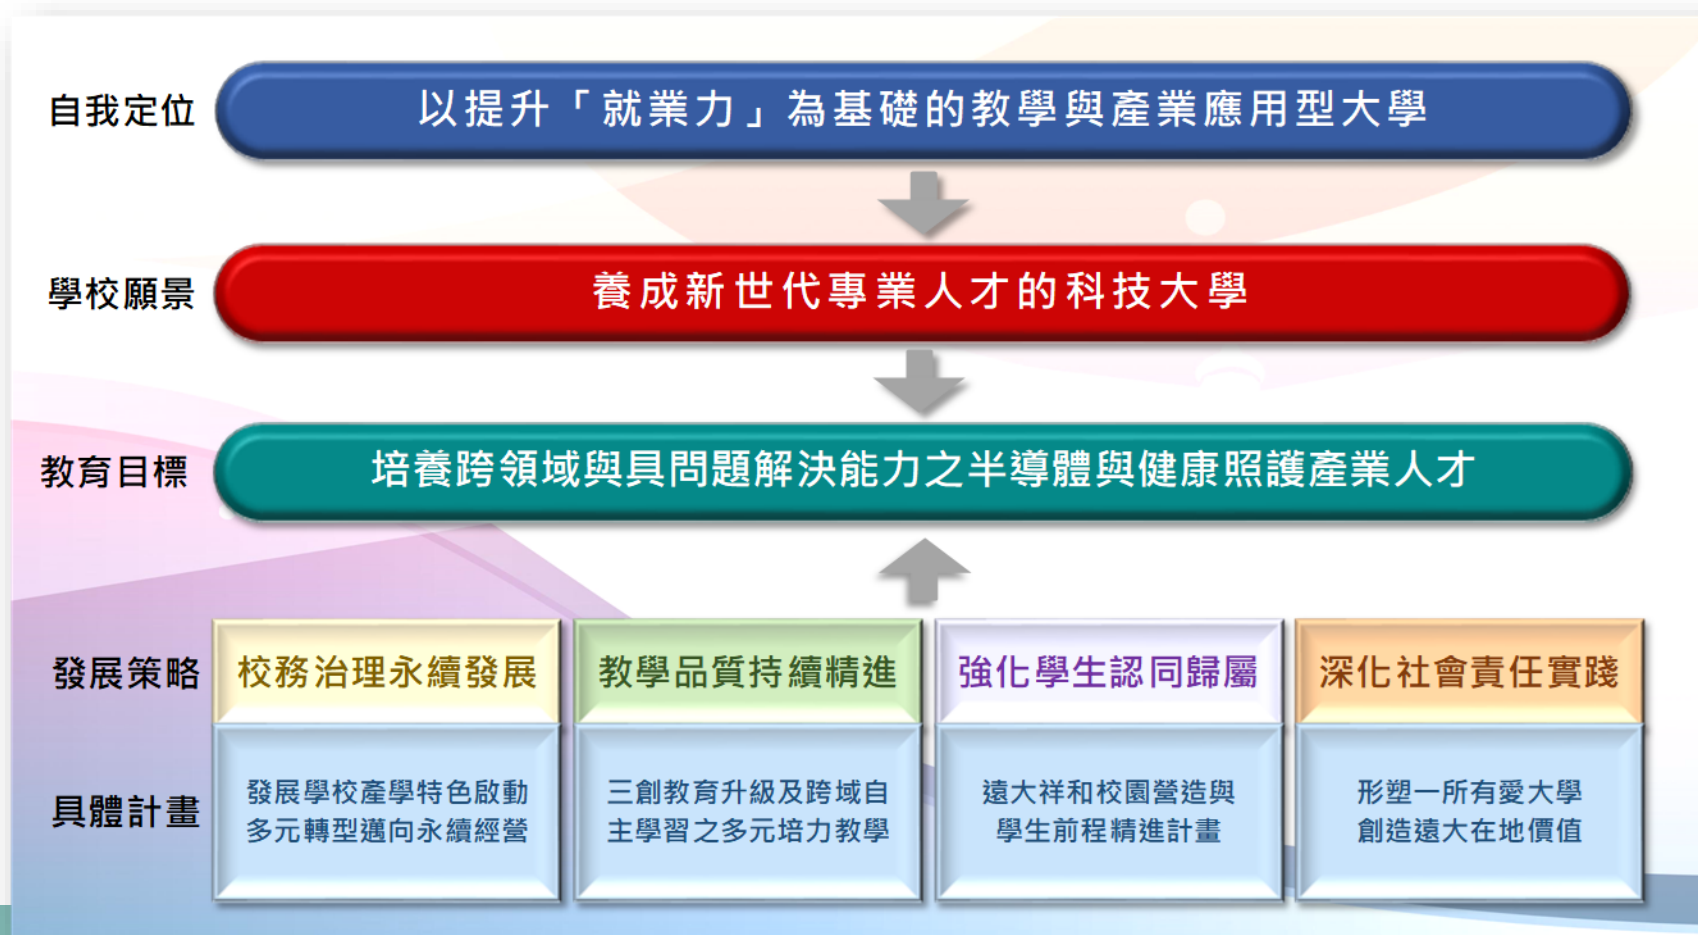 自我定位
以提升「就業力」為基礎的教學與產業應用型大學
學校願景
養成新世代專業人才的科技大學
教育目標
培養跨領域與具問題解決能力之半導體與健康照護產業人才
發展策略
校務治理永續發展
教學品質持續精進
強化學生認同歸屬
深化社會責任實踐
具體計畫
發展學校產學特色啟動
多元轉型邁向永續經營
三創教育升級及跨域自
主學習之多元培力教學
遠大祥和校園營造與
學生前程精進計畫
形塑一所有愛大學
創造遠大在地價值